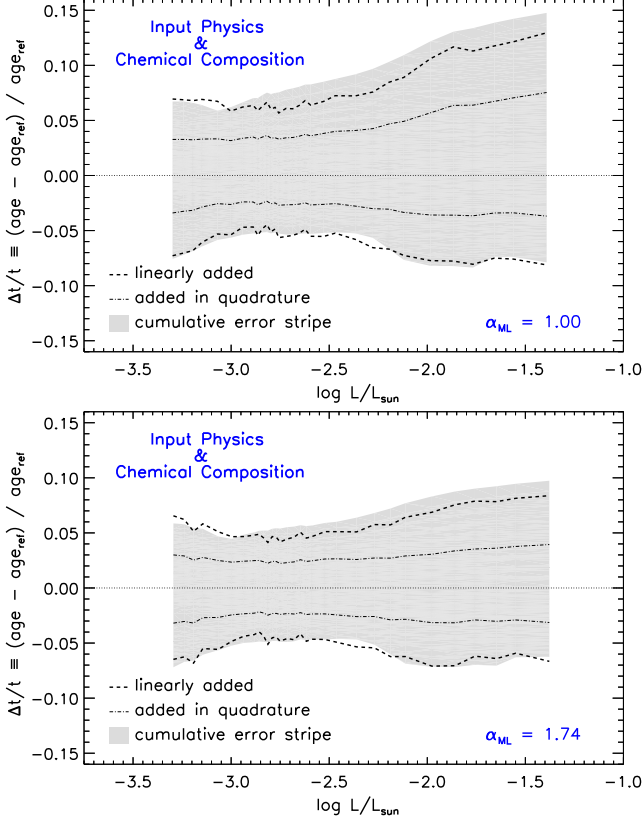 Input Physics
&
Chemical Composition
0.15
0.10
0.05
0.00
−0.05
−0.10
−0.15
Δt/t ≡ (age − age_ref) / age_ref
linearly added
added in quadrature
cumulative error stripe
α_ML = 1.00
−3.5 −3.0 −2.5 −2.0 −1.5 −1.0
log L/L_sun
Input Physics
&
Chemical Composition
0.15
0.10
0.05
0.00
−0.05
−0.10
−0.15
Δt/t ≡ (age − age_ref) / age_ref
linearly added
added in quadrature
cumulative error stripe
α_ML = 1.74
−3.5 −3.0 −2.5 −2.0 −1.5 −1.0
log L/L_sun